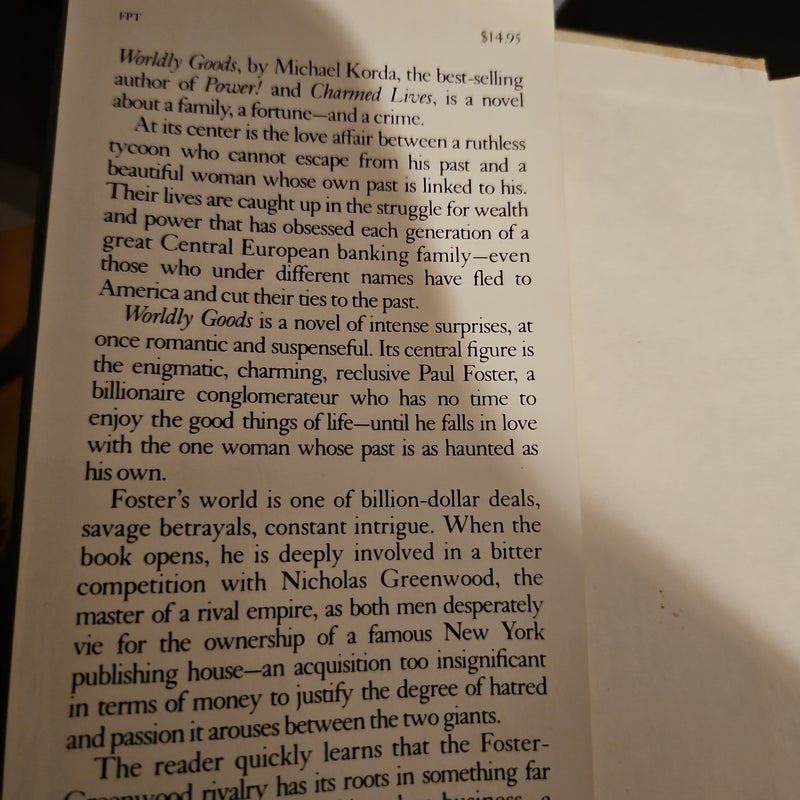 FPT
$14.95
Worldly Goods, by Michael Korda, the best-selling
author of Power! and Charmed Lives, is a novel
about a family, a fortune—and a crime.
At its center is the love affair between a ruthless
tycoon who cannot escape from his past and a
beautiful woman whose own past is linked to his.
Their lives are caught up in the struggle for wealth
and power that has obsessed each generation of a
great Central European banking family—even
those who under different names have fled to
America and cut their ties to the past.
Worldly Goods is a novel of intense surprises, at
once romantic and suspenseful. Its central figure is
the enigmatic, charming, reclusive Paul Foster, a
billionaire conglomerateur who has no time to
enjoy the good things of life—until he falls in love
with the one woman whose past is as haunted as
his own.
Foster's world is one of billion-dollar deals,
savage betrayals, constant intrigue. When the
book opens, he is deeply involved in a bitter
competition with Nicholas Greenwood, the
master of a rival empire, as both men desperately
vie for the ownership of a famous New York
publishing house—an acquisition too insignificant
in terms of money to justify the degree of hatred
and passion it arouses between the two giants.
The reader quickly learns that the Foster-
Greenwood rivalry has its roots in something far